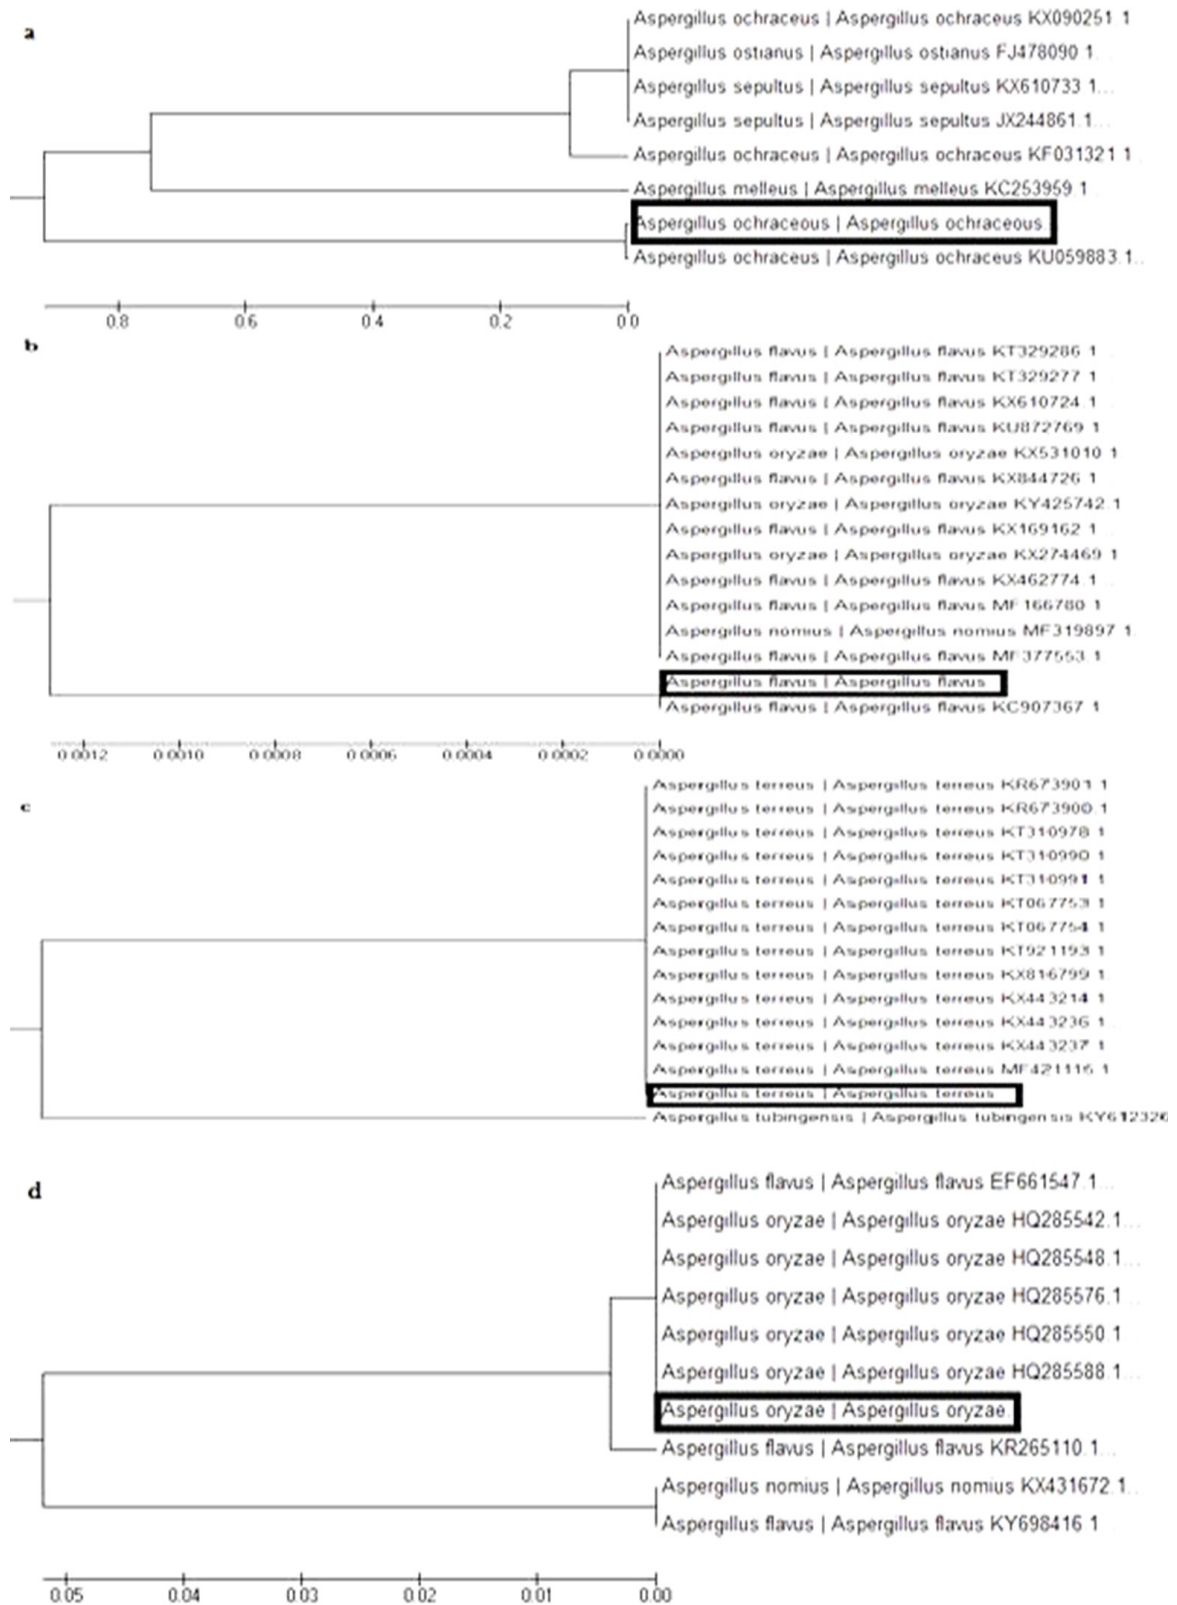 a
Aspergillus ochraceus | Aspergillus ochraceus KX090251 1
Aspergillus ostianus | Aspergillus ostianus FJ478090 1
Aspergillus sepultus | Aspergillus sepultus KX610733 1...
Aspergillus sepultus | Aspergillus sepultus JX244861.1...
Aspergillus ochraceus | Aspergillus ochraceus KF031321 1
Aspergillus melleus | Aspergillus melleus KC253959 1
Aspergillus ochraceous | Aspergillus ochraceous
Aspergillus ochraceus | Aspergillus ochraceus KU059883.1...
0.8 0.6 0.4 0.2 0.0
b
Aspergillus flavus | Aspergillus flavus KT329286 1
Aspergillus flavus | Aspergillus flavus KT329277 1
Aspergillus flavus | Aspergillus flavus KX610724.1
Aspergillus flavus | Aspergillus flavus KU872769 1
Aspergillus oryzae | Aspergillus oryzae KX531010 1
Aspergillus flavus | Aspergillus flavus KX844726 1
Aspergillus oryzae | Aspergillus oryzae KY425742.1
Aspergillus flavus | Aspergillus flavus KX169162 1
Aspergillus oryzae | Aspergillus oryzae KX274469 1
Aspergillus flavus | Aspergillus flavus KX462774.1
Aspergillus flavus | Aspergillus flavus MF166780 1
Aspergillus nomius | Aspergillus nomius MF319897 1
Aspergillus flavus | Aspergillus flavus MF377553.1
Aspergillus flavus | Aspergillus flavus
Aspergillus flavus | Aspergillus flavus KC907367 1
0.0012 0.0010 0.0008 0.0006 0.0004 0.0002 0.0000
c
Aspergillus terreus | Aspergillus terreus KR673901 1
Aspergillus terreus | Aspergillus terreus KR673900.1
Aspergillus terreus | Aspergillus terreus KT310978 1
Aspergillus terreus | Aspergillus terreus KT310990 1
Aspergillus terreus | Aspergillus terreus KT310991 1
Aspergillus terreus | Aspergillus terreus KT067753 1
Aspergillus terreus | Aspergillus terreus KT067754 1
Aspergillus terreus | Aspergillus terreus KT921193 1
Aspergillus terreus | Aspergillus terreus KX816799 1
Aspergillus terreus | Aspergillus terreus KX443214 1
Aspergillus terreus | Aspergillus terreus KX443236 1
Aspergillus terreus | Aspergillus terreus KX443237 1
Aspergillus terreus | Aspergillus terreus MF421116 1
Aspergillus terreus | Aspergillus terreus
Aspergillus tubingensis | Aspergillus tubingensis KY612326
d
Aspergillus flavus | Aspergillus flavus EF661547.1...
Aspergillus oryzae | Aspergillus oryzae HQ285542.1...
Aspergillus oryzae | Aspergillus oryzae HQ285548.1...
Aspergillus oryzae | Aspergillus oryzae HQ285576.1
Aspergillus oryzae | Aspergillus oryzae HQ285550.1
Aspergillus oryzae | Aspergillus oryzae HQ285588.1...
Aspergillus oryzae | Aspergillus oryzae
Aspergillus flavus | Aspergillus flavus KR265110.1...
Aspergillus nomius | Aspergillus nomius KX431672.1...
Aspergillus flavus | Aspergillus flavus KY698416 1
0.05 0.04 0.03 0.02 0.01 0.00